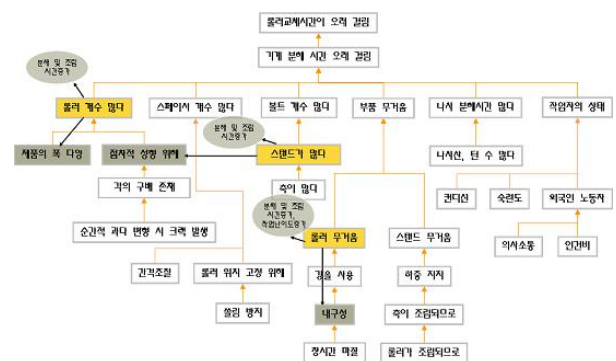 롤러교체시간이 오래 걸림
기계 분해 시간 오래 걸림
분해 및 조립
시간증가
롤러 개수 많다
스페이서 개수 많다
볼트 개수 많다
부품 무거움
나사 분해시간 많다
작업자의 상태
분해 및 조립
시간증가
제품의 폭 다양
점차적 성형 위해
스탠드가 많다
나사산, 턴 수 많다
각의 구배 존재
축이 많다
컨디션
숙련도
외국인 노동자
분해 및 조립
시간증가,
작업난이도증가
순간적 과다 변형 시 크랙 발생
롤러 무거움
스탠드 무거움
의사소통
인건비
간격조절
롤러 위치 고정 위해
강을 사용
하중 지지
쏠림 방지
내구성
축이 조립되므로
장시간 마찰
롤러가 조립되므로